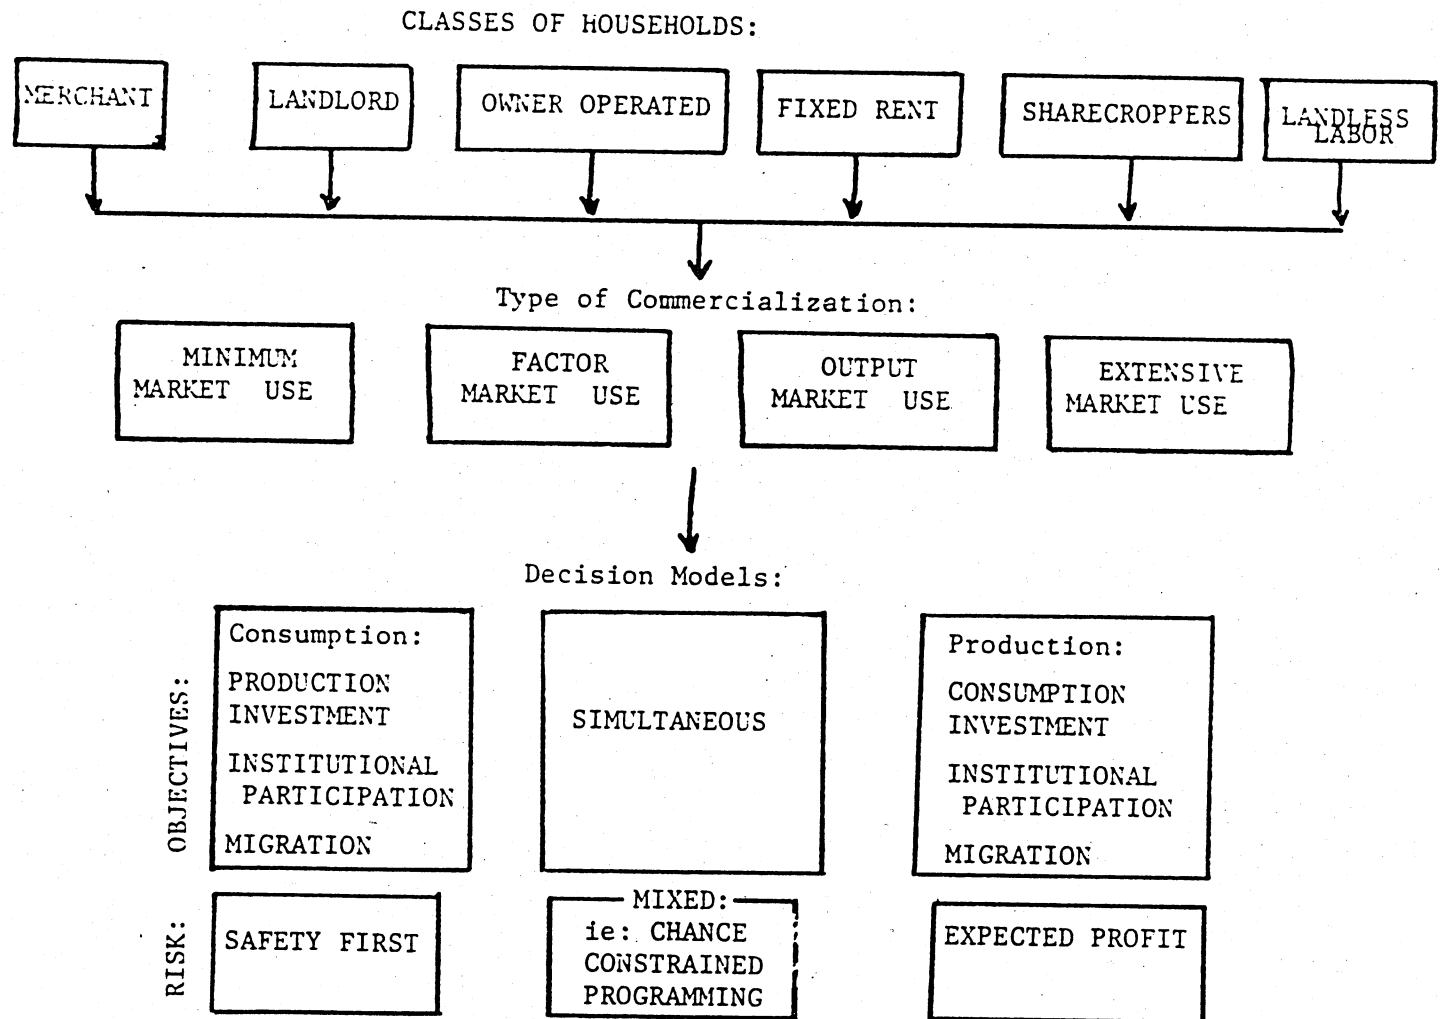 CLASSES OF HOUSEHOLDS:
MERCHANT
LANDLORD
OWNER OPERATED
FIXED RENT
SHARECROPPERS
LANDLESS
LABOR
Type of Commercialization:
MINIMUM
MARKET USE
FACTOR
MARKET USE
OUTPUT
MARKET USE
EXTENSIVE
MARKET USE
Decision Models:
OBJECTIVES:
Consumption:
PRODUCTION
INVESTMENT
INSTITUTIONAL
PARTICIPATION
MIGRATION
SIMULTANEOUS
Production:
CONSUMPTION
INVESTMENT
INSTITUTIONAL
PARTICIPATION
MIGRATION
RISK:
SAFETY FIRST
MIXED:
ie: CHANCE
CONSTRAINED
PROGRAMMING
EXPECTED PROFIT